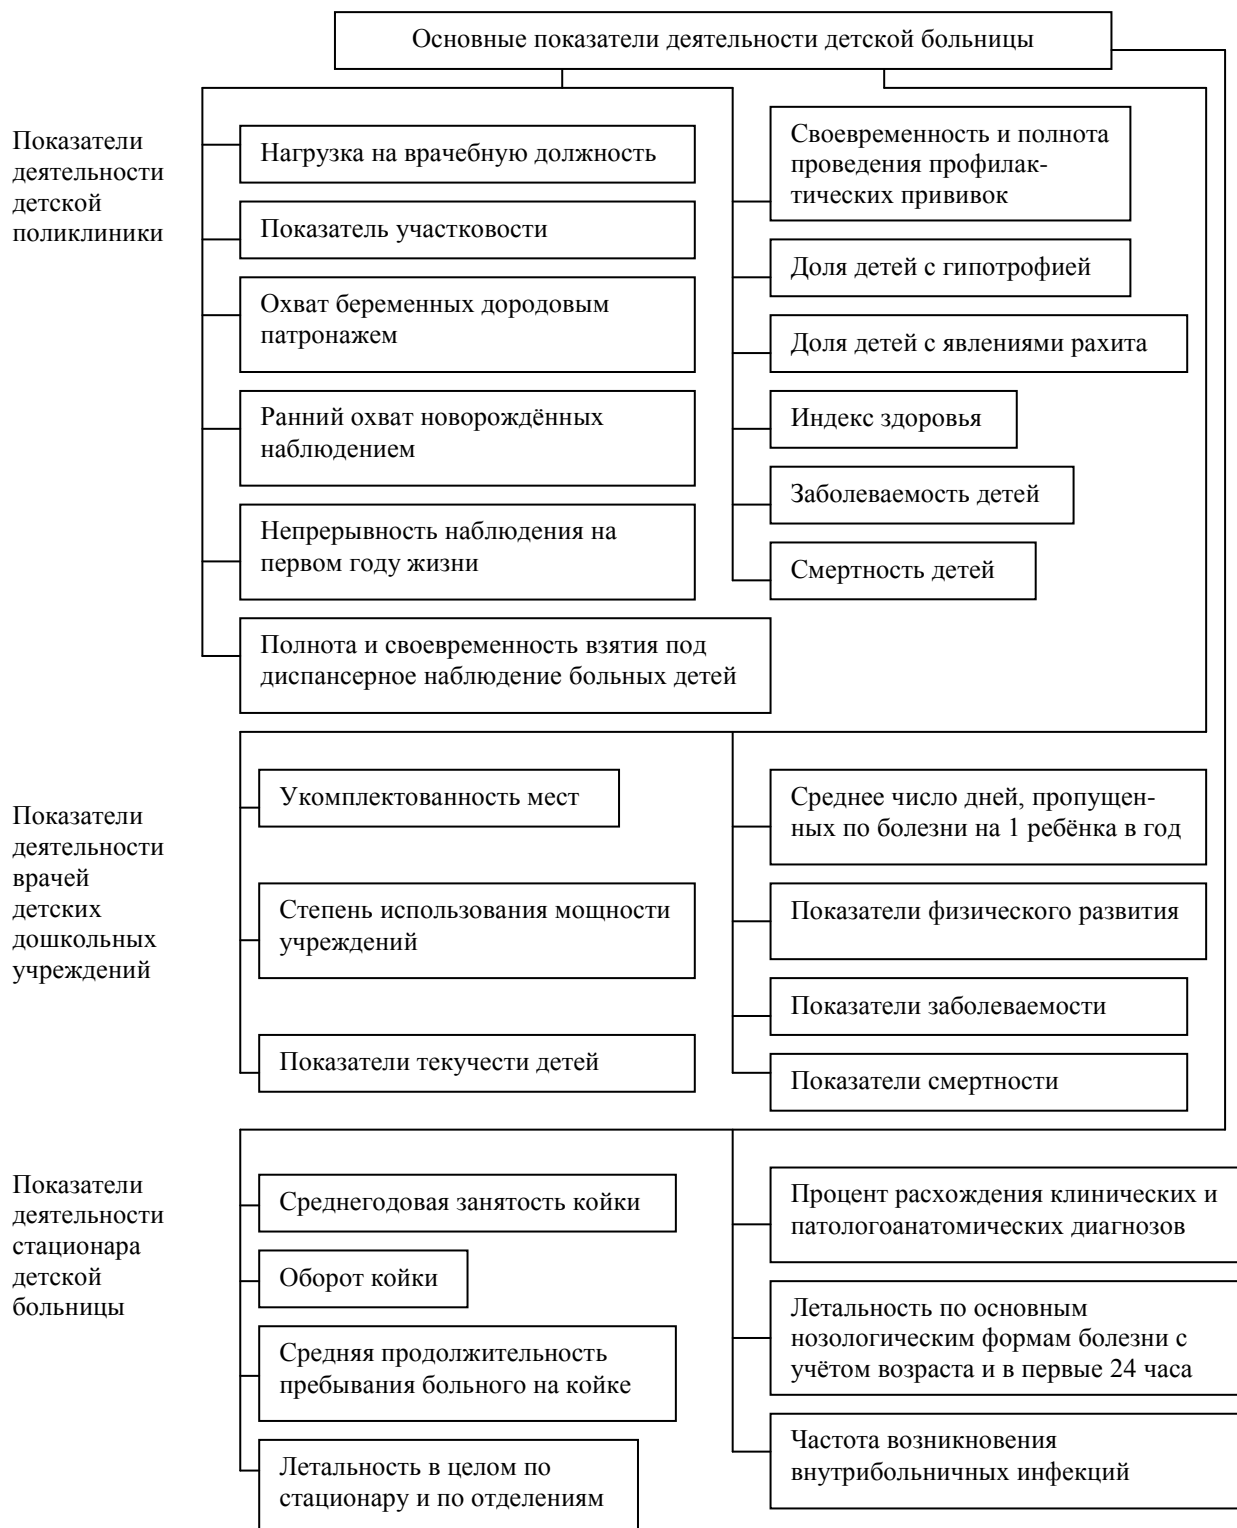 Основные показатели деятельности детской больницы
Показатели
деятельности
детской
поликлиники
Нагрузка на врачебную должность
Показатель участковости
Охват беременных дородовым
патронажем
Ранний охват новорождённых
наблюдением
Непрерывность наблюдения на
первом году жизни
Полнота и своевременность взятия под
диспансерное наблюдение больных детей
Своевременность и полнота
проведения профилак-
тических прививок
Доля детей с гипотрофией
Доля детей с явлениями рахита
Индекс здоровья
Заболеваемость детей
Смертность детей
Показатели
деятельности
врачей
детских
дошкольных
учреждений
Укомплектованность мест
Степень использования мощности
учреждений
Показатели текучести детей
Среднее число дней, пропущен-
ных по болезни на 1 ребёнка в год
Показатели физического развития
Показатели заболеваемости
Показатели смертности
Показатели
деятельности
стационара
детской
больницы
Среднегодовая занятость койки
Оборот койки
Средняя продолжительность
пребывания больного на койке
Летальность в целом по
стационару и по отделениям
Процент расхождения клинических и
патологоанатомических диагнозов
Летальность по основным
нозологическим формам болезни с
учётом возраста и в первые 24 часа
Частота возникновения
внутрибольничных инфекций